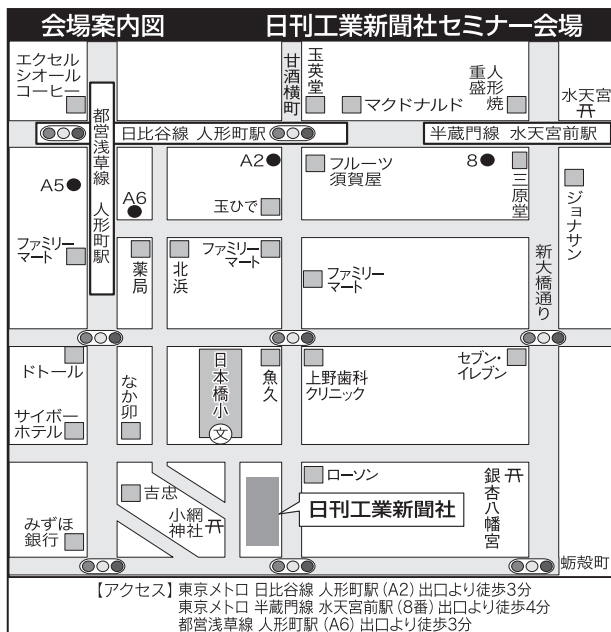 会場案内図 日刊工業新聞社セミナー会場
エクセル
シオール
コーヒー
都営浅草線 人形町駅
甘酒横町
玉英堂
マクドナルド
人形焼
重盛
水天宮
日比谷線 人形町駅
半蔵門線 水天宮前駅
A5
A6
A2
フルーツ
須賀屋
8
三原堂
ジョナサン
玉ひで
ファミリー
マート
薬局
北浜
ファミリー
マート
ファミリー
マート
新大橋通り
ドトール
なか卯
日本橋小
文
魚久
上野歯科
クリニック
セブン・
イレブン
サイボー
ホテル
吉忠
小網
神社
ローソン
日刊工業新聞社
銀杏八幡宮
みずほ
銀行
蛎殻町
【アクセス】東京メトロ 日比谷線 人形町駅(A2)出口より徒歩3分
東京メトロ 半蔵門線 水天宮前駅(8番)出口より徒歩4分
都営浅草線 人形町駅(A6)出口より徒歩3分